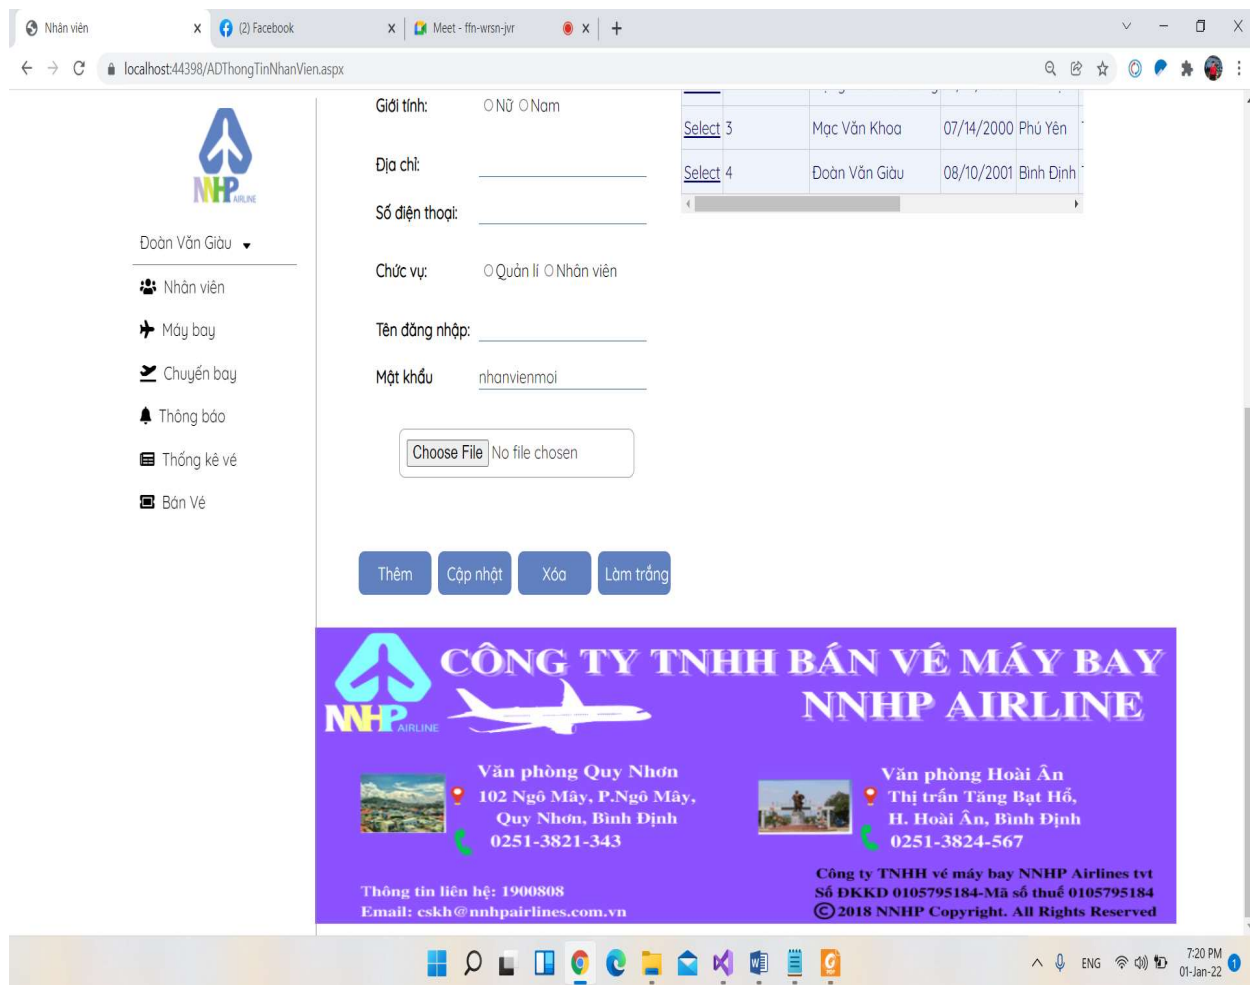 Nhân viên
(2) Facebook
Meet - ffn-wrsn-jvr
localhost:44398/ADThongTinNhanVien.aspx
NNHP
AIRLINE
Đoàn Văn Giàu
Nhân viên
Máy bay
Chuyến bay
Thông báo
Thống kê vé
Bán Vé
Giới tính: Nữ Nam
Địa chỉ:
Số điện thoại:
Chức vụ: Quản lí Nhân viên
Tên đăng nhập:
Mật khẩu nhanvienmoi
Choose File No file chosen
Thêm Cập nhật Xóa Làm trắng
Select 3 Mạc Văn Khoa 07/14/2000 Phú Yên
Select 4 Đoàn Văn Giàu 08/10/2001 Bình Định
CÔNG TY TNHH BÁN VÉ MÁY BAY
NNHP AIRLINE
NNHP
AIRLINE
Văn phòng Quy Nhơn
102 Ngô Mây, P.Ngô Mây,
Quy Nhơn, Bình Định
0251-3821-343
Văn phòng Hoài Ân
Thị trấn Tăng Bạt Hổ,
H. Hoài Ân, Bình Định
0251-3824-567
Thông tin liên hệ: 1900808
Email: cskh@nnhpairlines.com.vn
Công ty TNHH vé máy bay NNHP Airlines tvt
Số ĐKKD 0105795184-Mã số thuế 0105795184
©2018 NNHP Copyright. All Rights Reserved
ENG
7:20 PM
01-Jan-22
1